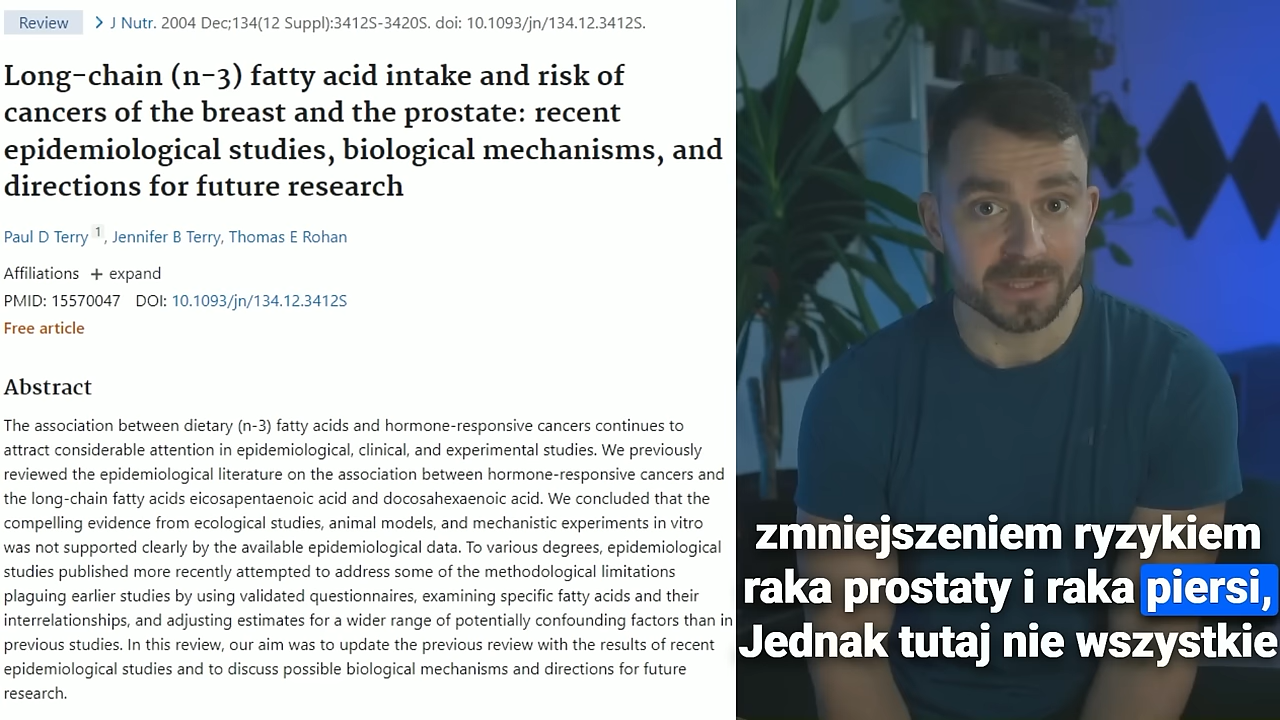 Review > J Nutr. 2004 Dec;134(12 Suppl):3412S-3420S. doi: 10.1093/jn/134.12.3412S.
Long-chain (n-3) fatty acid intake and risk of
cancers of the breast and the prostate: recent
epidemiological studies, biological mechanisms, and
directions for future research
Paul D Terry 1, Jennifer B Terry, Thomas E Rohan
Affiliations + expand
PMID: 15570047 DOI: 10.1093/jn/134.12.3412S
Free article
Abstract
The association between dietary (n-3) fatty acids and hormone-responsive cancers continues to
attract considerable attention in epidemiological, clinical, and experimental studies. We previously
reviewed the epidemiological literature on the association between hormone-responsive cancers and
the long-chain fatty acids eicosapentaenoic acid and docosahexaenoic acid. We concluded that the
compelling evidence from ecological studies, animal models, and mechanistic experiments in vitro
was not supported clearly by the available epidemiological data. To various degrees, epidemiological
studies published more recently attempted to address some of the methodological limitations
plaguing earlier studies by using validated questionnaires, examining specific fatty acids and their
interrelationships, and adjusting estimates for a wider range of potentially confounding factors than in
previous studies. In this review, our aim was to update the previous review with the results of recent
epidemiological studies and to discuss possible biological mechanisms and directions for future
research.
zmniejszeniem ryzykiem
raka prostaty i raka piersi,
Jednak tutaj nie wszystkie